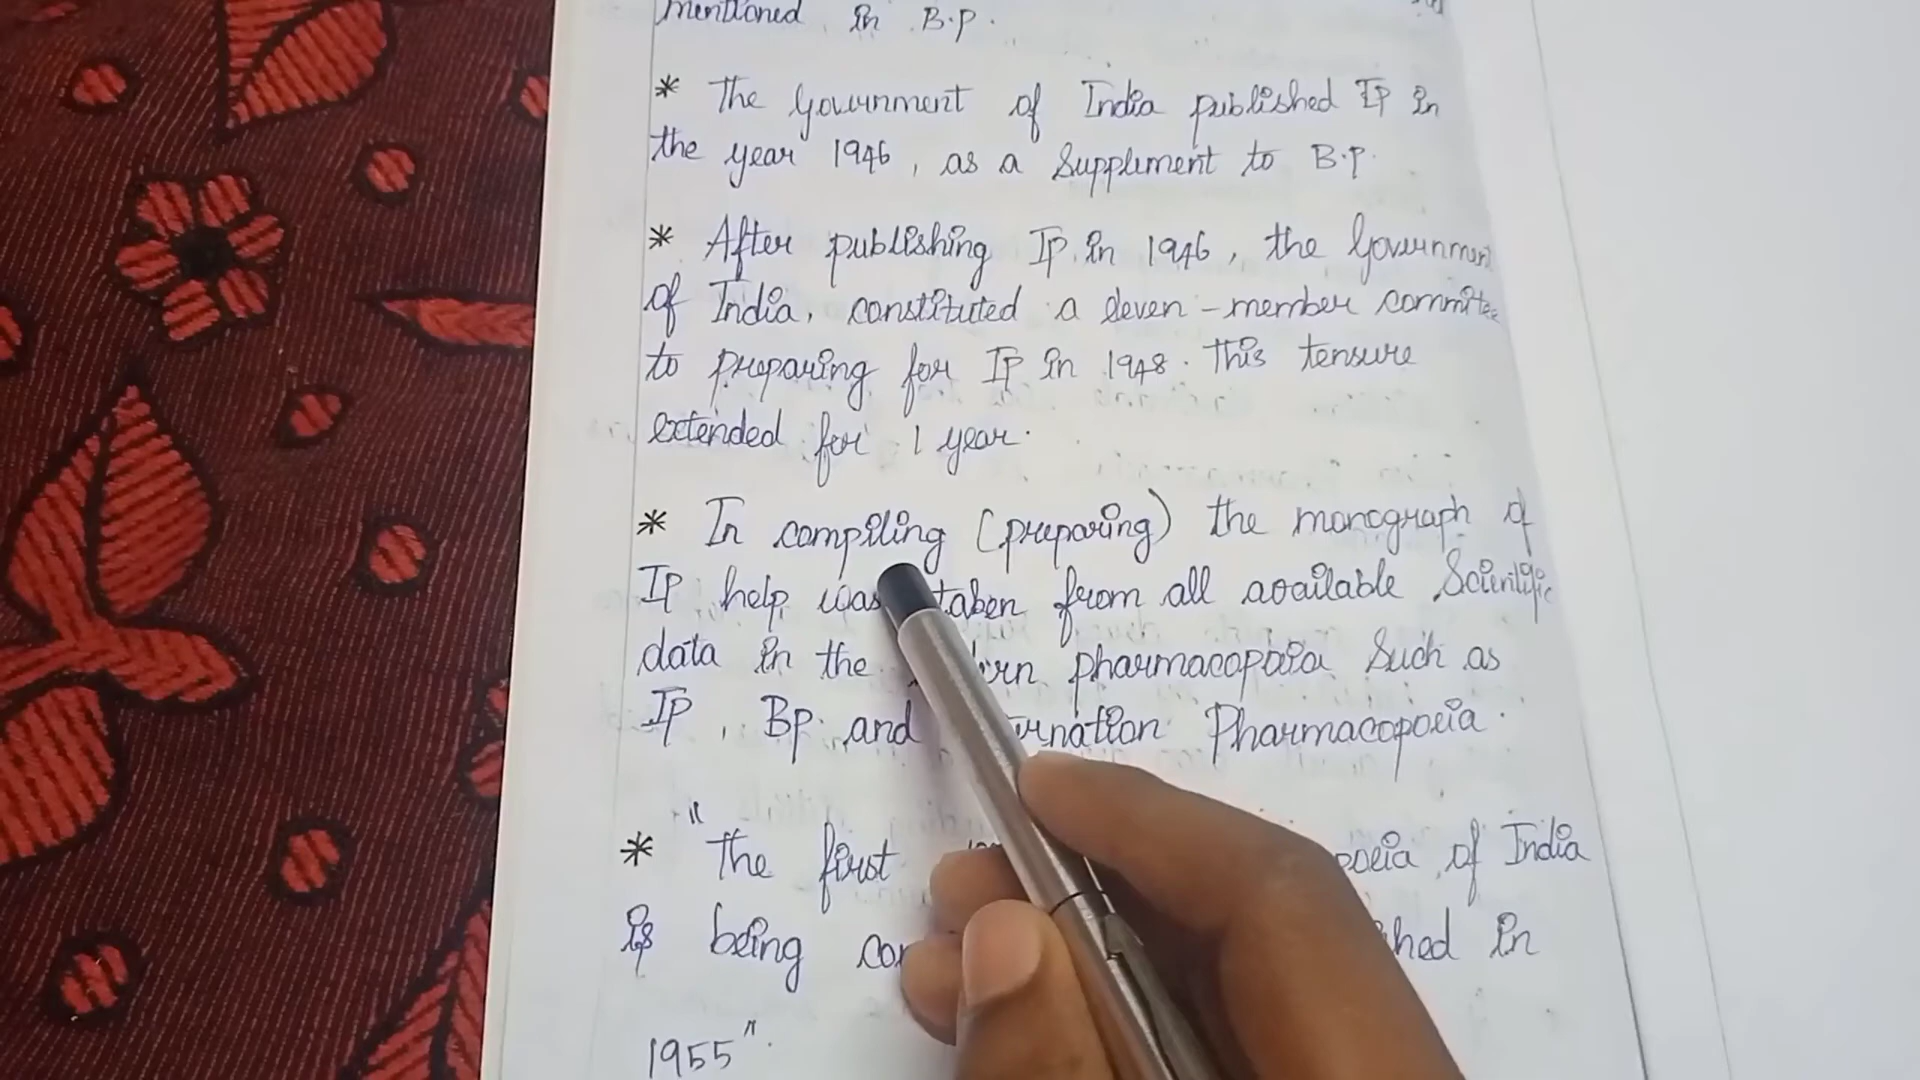 mentioned in B.P.
* The Government of India published IP in
the year 1946, as a Supplement to B.P.
* After publishing IP in 1946, the Government
of India, constituted a eleven-member committee
to preparing for IP in 1948. This tensure
extended for 1 year.
* In compiling (preparing) the monograph of
IP help was taken from all available Scientific
data in the pharmacopoeia Such as
IP, BP and Pharmacopoeia.
* "The first of India
is being in
1955".